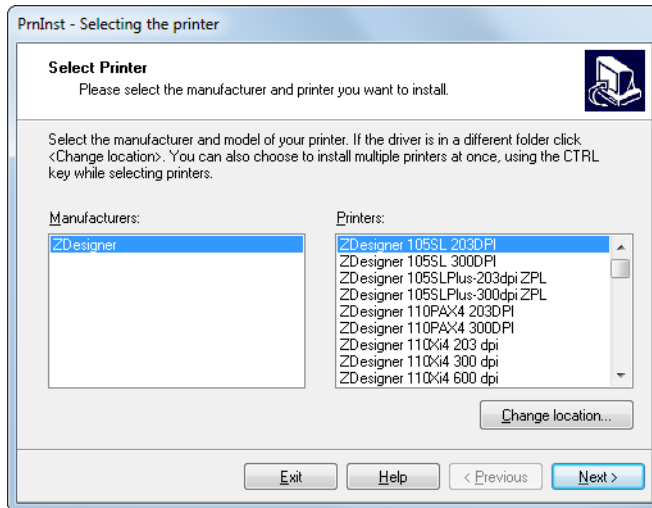 PrnInst - Selecting the printer
Select Printer
Please select the manufacturer and printer you want to install.
Select the manufacturer and model of your printer. If the driver is in a different folder click
<Change location>. You can also choose to install multiple printers at once, using the CTRL
key while selecting printers.
Manufacturers:
ZDesigner
Printers:
ZDesigner 105SL 203DPI
ZDesigner 105SL 300DPI
ZDesigner 105SLPlus-203dpi ZPL
ZDesigner 105SLPlus-300dpi ZPL
ZDesigner 110PAX4 203DPI
ZDesigner 110PAX4 300DPI
ZDesigner 110Xi4 203 dpi
ZDesigner 110Xi4 300 dpi
ZDesigner 110Xi4 600 dpi
Change location...
Exit
Help
< Previous
Next >